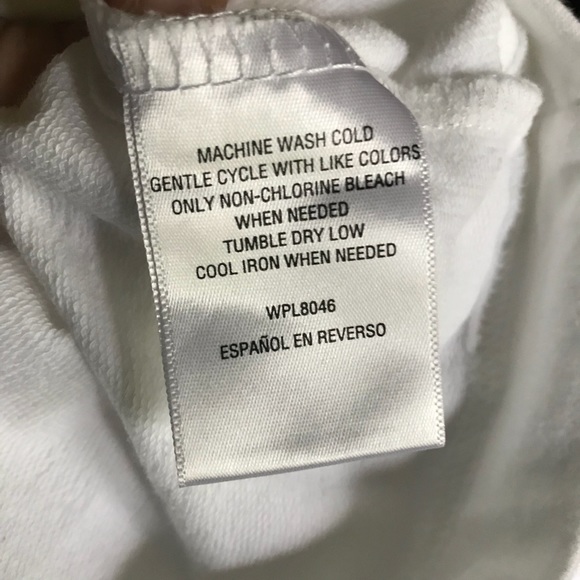 MACHINE WASH COLD
GENTLE CYCLE WITH LIKE COLORS
ONLY NON-CHLORINE BLEACH
WHEN NEEDED
TUMBLE DRY LOW
COOL IRON WHEN NEEDED
WPL8046
ESPAÑOL EN REVERSO